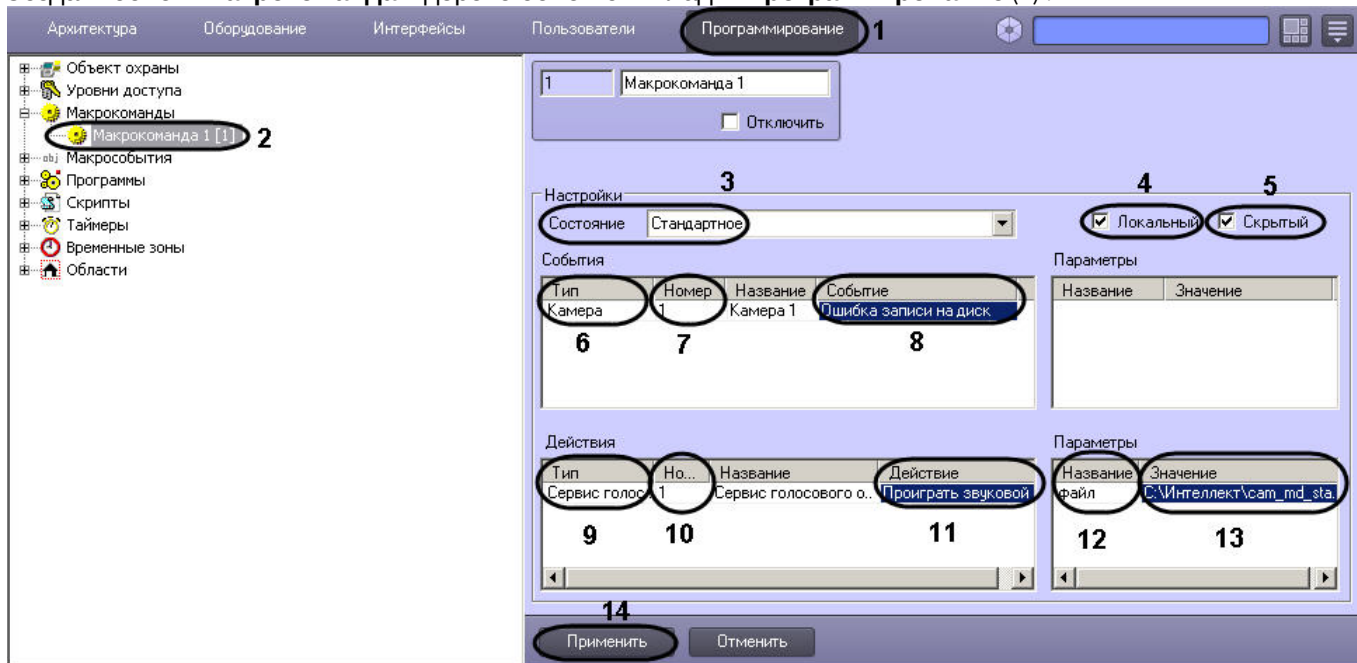 Архитектура Оборудование Интерфейсы Пользователи Программирование 1
Объект охраны
Уровни доступа
Макрокоманды
Макрокоманда 1 [1] 2
obj Макрособытия
Программы
Скрипты
Таймеры
Временные зоны
Области
1 Макрокоманда 1
Отключить
3 4 5
Настройки
Состояние Стандартное Локальный Скрытый
События Параметры
Тип Номер Название Событие Название Значение
Камера 1 Камера 1 Ошибка записи на диск
6 7 8
Действия Параметры
Тип Но... Название Действие Название Значение
Сервис голос 1 Сервис голосового о.. Проиграть звуковой файл C:\Интеллект\cam_md_sta.
9 10 11 12 13
14
Применить Отменить